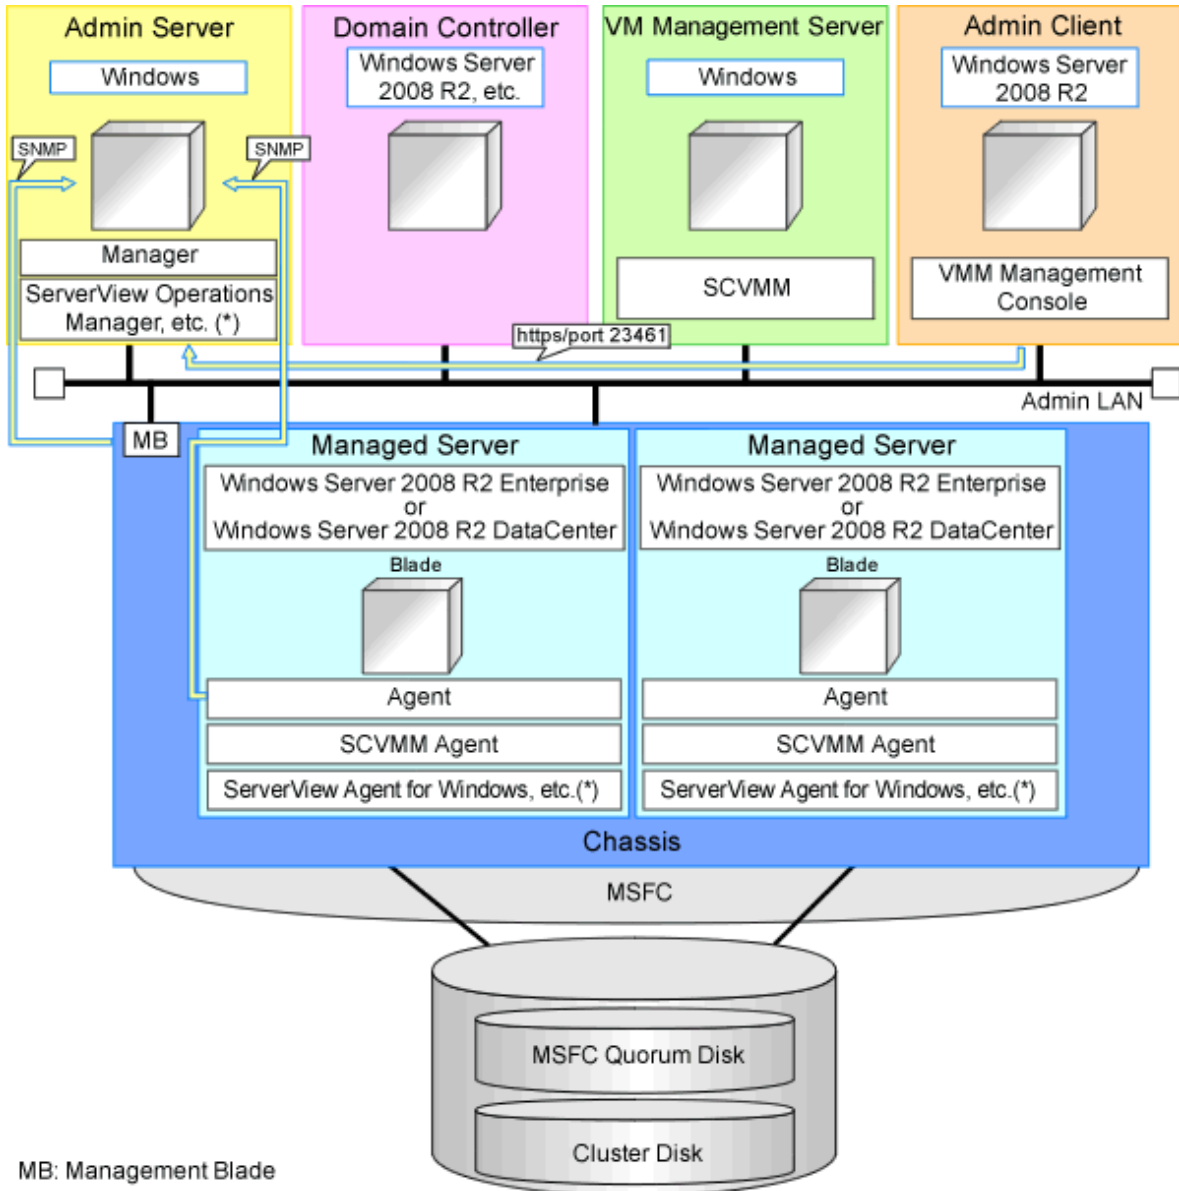 Admin Server
Domain Controller
VM Management Server
Admin Client
Windows
Windows Server
2008 R2, etc.
Windows
Windows Server
2008 R2
SNMP
SNMP
Manager
ServerView Operations
Manager, etc. (*)
SCVMM
VMM Management
Console
https/port 23461
Admin LAN
MB
Managed Server
Windows Server 2008 R2 Enterprise
or
Windows Server 2008 R2 DataCenter
Blade
Agent
SCVMM Agent
ServerView Agent for Windows, etc.(*)
Managed Server
Windows Server 2008 R2 Enterprise
or
Windows Server 2008 R2 DataCenter
Blade
Agent
SCVMM Agent
ServerView Agent for Windows, etc.(*)
Chassis
MSFC
MSFC Quorum Disk
Cluster Disk
MB: Management Blade